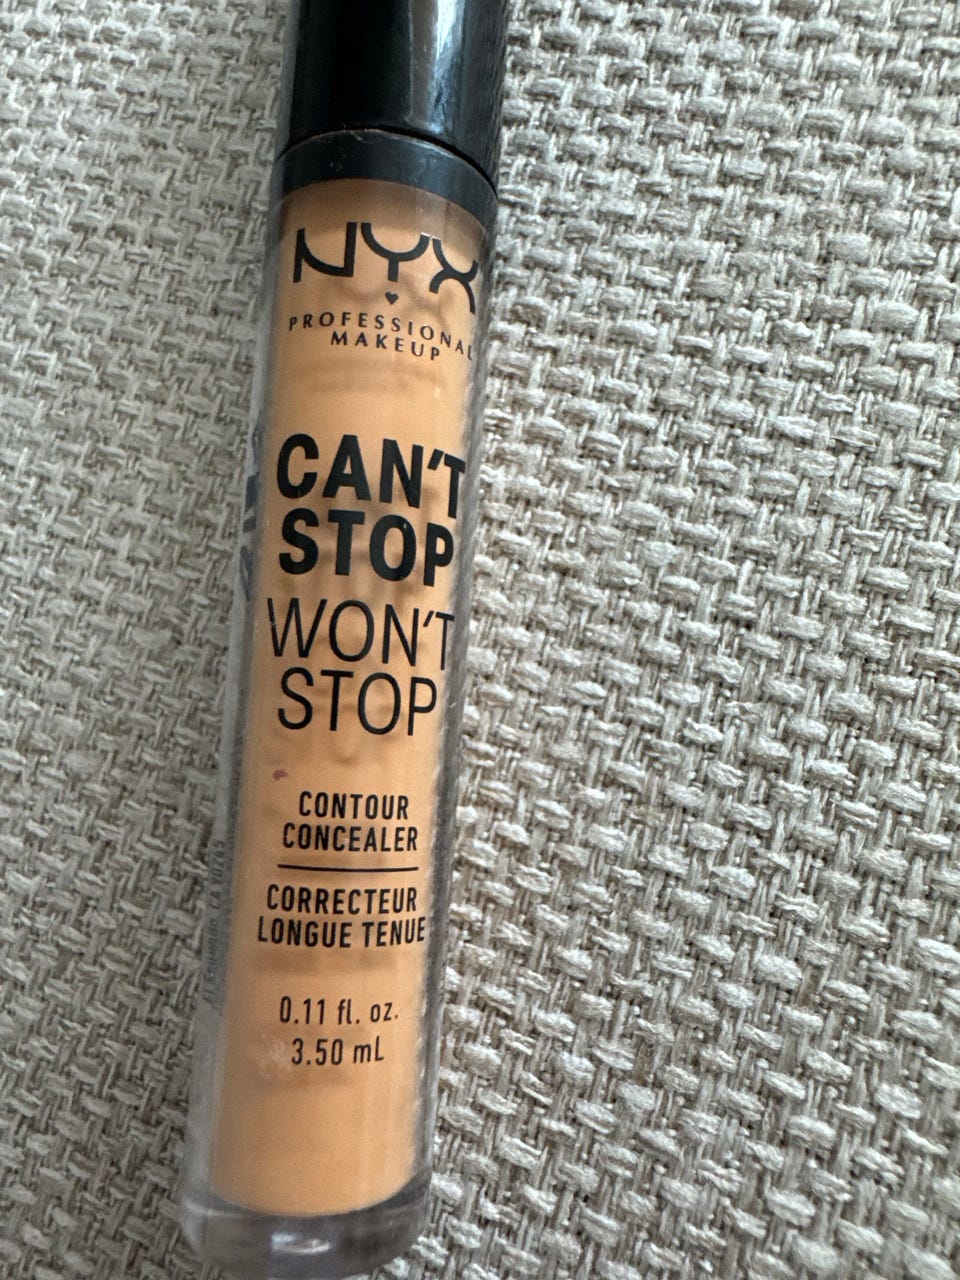 NYX
PROFESSIONAL
MAKEUP
CAN'T
STOP
WON'T
STOP
CONTOUR
CONCEALER
CORRECTEUR
LONGUE TENUE
0.11 fl. oz.
3.50 mL